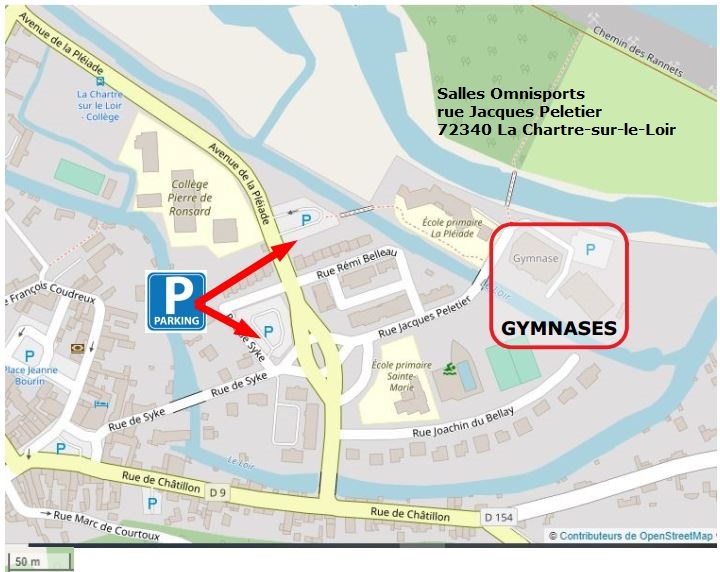 Avenue de la Pléiade
Chemin des Rannets
La Chartre
sur le Loir
- Collège
Salles Omnisports
rue Jacques Peletier
72340 La Chartre-sur-le-Loir
Avenue de la Pléiade
Collège
Pierre de
Ronsard
P
École primaire
La Pléiade
Gymnase
P
Rue Rémi Belleau
François Coudreux
P
PARKING
P
de Syke
Le Loir
Rue Jacques Peletier
GYMNASES
P
Place Jeanne
Bourin
École primaire
Sainte-
Marie
Rue de Syke
Rue de Syke
Rue Joachin du Bellay
P
Le Loir
Rue de Châtillon
D 9
P
Rue de Châtillon
D 154
Rue Marc de Courtoux
© Contributeurs de OpenStreetMap
50 m